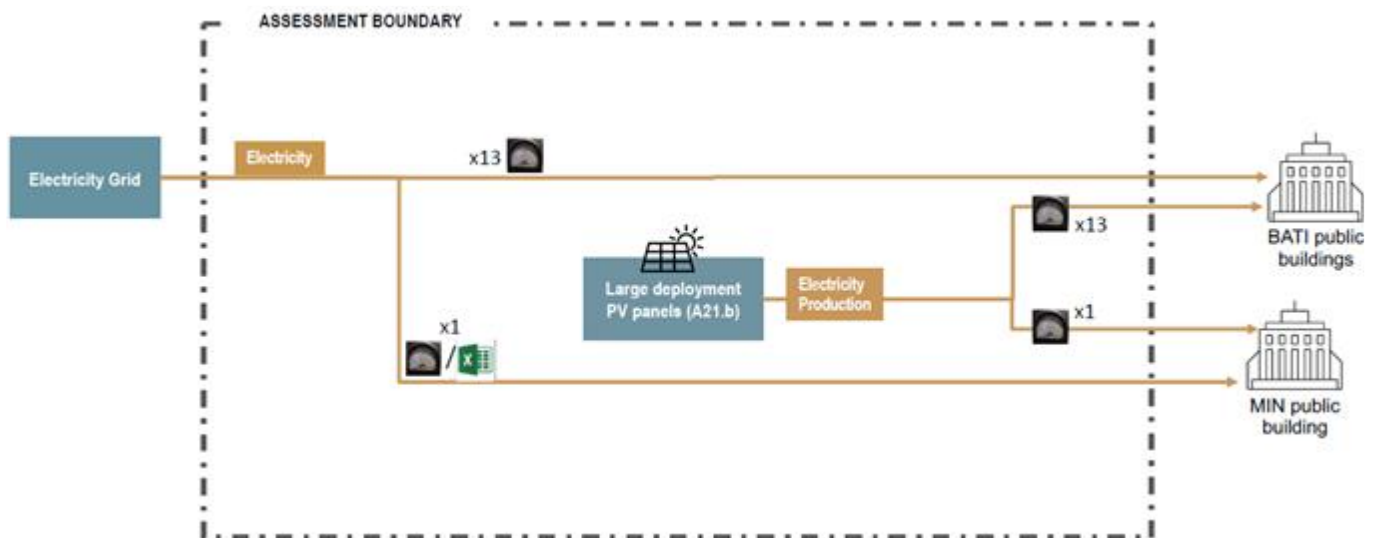 ASSESSMENT BOUNDARY
Electricity Grid
Electricity
x13
x13
BATI public
buildings
Large deployment
PV panels (A21.b)
Electricity
Production
x1
x1
/
X
MIN public
building